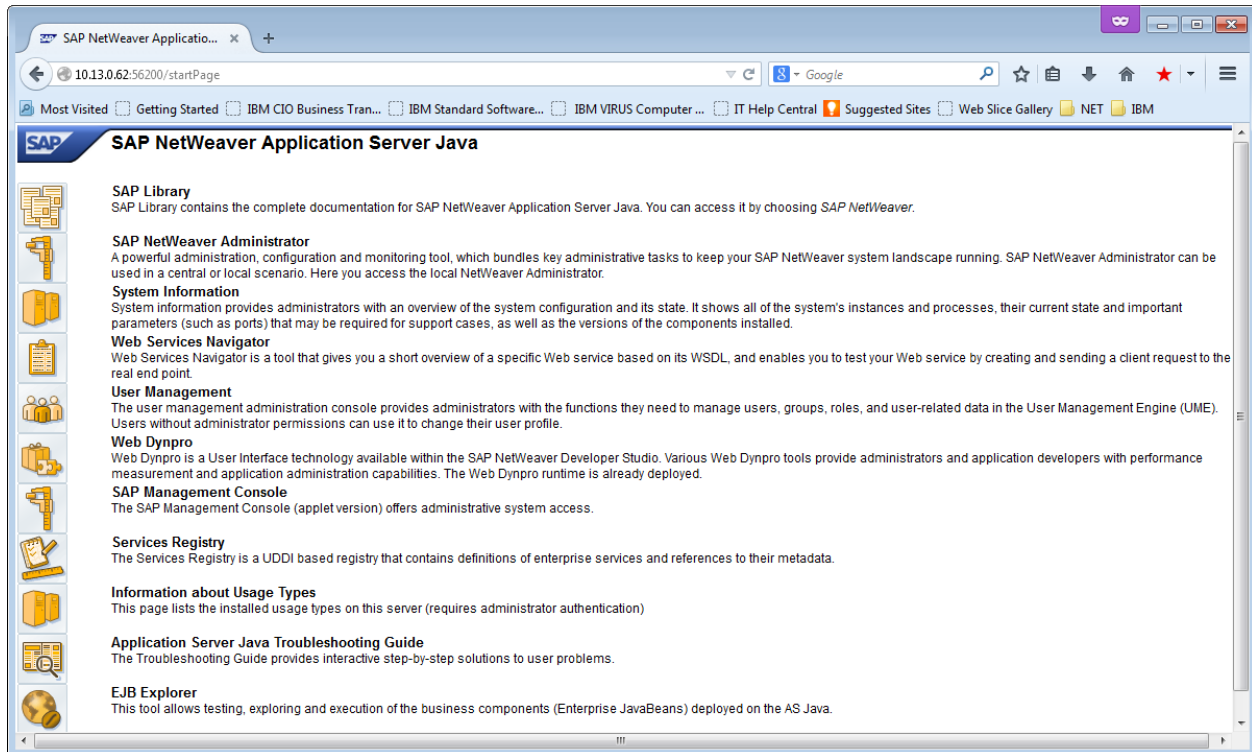 SAP NetWeaver Applicatio...
10.13.0.62:56200/startPage
Google
Most Visited Getting Started IBM CIO Business Tran... IBM Standard Software... IBM VIRUS Computer ... IT Help Central Suggested Sites Web Slice Gallery NET IBM
SAP SAP NetWeaver Application Server Java
SAP Library
SAP Library contains the complete documentation for SAP NetWeaver Application Server Java. You can access it by choosing SAP NetWeaver.
SAP NetWeaver Administrator
A powerful administration, configuration and monitoring tool, which bundles key administrative tasks to keep your SAP NetWeaver system landscape running. SAP NetWeaver Administrator can be
used in a central or local scenario. Here you access the local NetWeaver Administrator.
System Information
System information provides administrators with an overview of the system configuration and its state. It shows all of the system's instances and processes, their current state and important
parameters (such as ports) that may be required for support cases, as well as the versions of the components installed.
Web Services Navigator
Web Services Navigator is a tool that gives you a short overview of a specific Web service based on its WSDL, and enables you to test your Web service by creating and sending a client request to the
real end point.
User Management
The user management administration console provides administrators with the functions they need to manage users, groups, roles, and user-related data in the User Management Engine (UME).
Users without administrator permissions can use it to change their user profile.
Web Dynpro
Web Dynpro is a User Interface technology available within the SAP NetWeaver Developer Studio. Various Web Dynpro tools provide administrators and application developers with performance
measurement and application administration capabilities. The Web Dynpro runtime is already deployed.
SAP Management Console
The SAP Management Console (applet version) offers administrative system access.
Services Registry
The Services Registry is a UDDI based registry that contains definitions of enterprise services and references to their metadata.
Information about Usage Types
This page lists the installed usage types on this server (requires administrator authentication)
Application Server Java Troubleshooting Guide
The Troubleshooting Guide provides interactive step-by-step solutions to user problems.
EJB Explorer
This tool allows testing, exploring and execution of the business components (Enterprise JavaBeans) deployed on the AS Java.